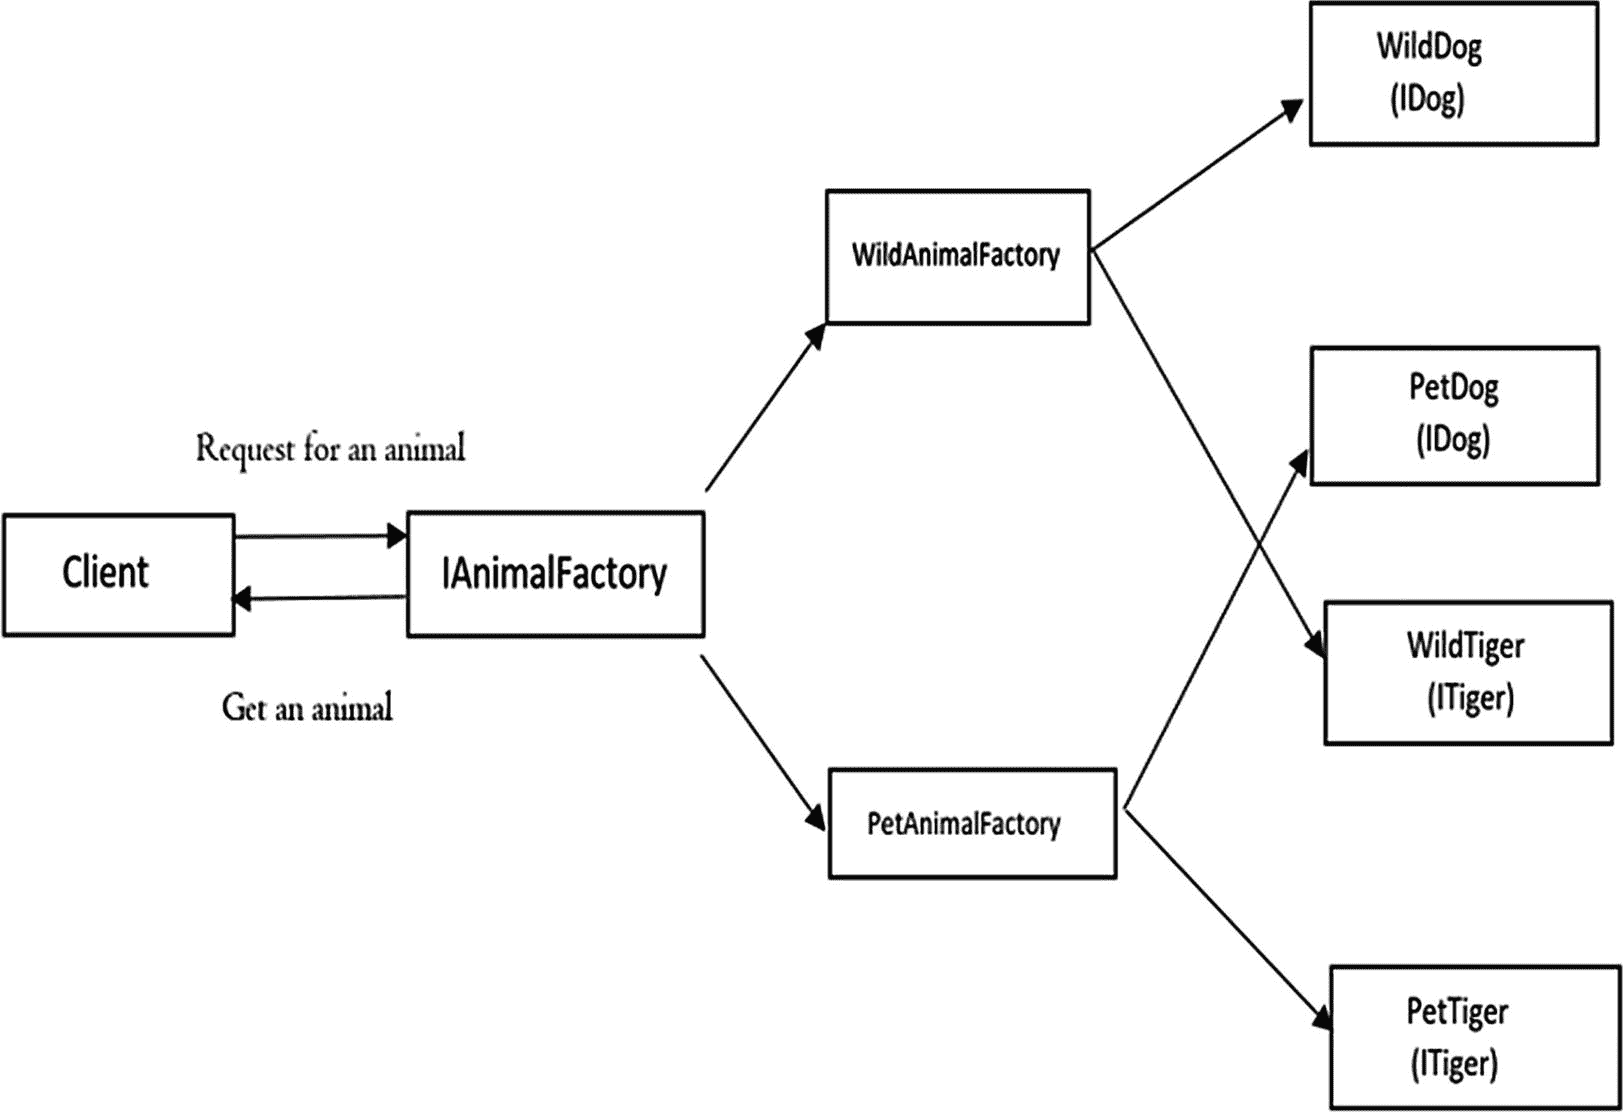 WildDog
(IDog)
WildAnimalFactory
PetDog
(IDog)
Request for an animal
Client
IAnimalFactory
Get an animal
WildTiger
(ITiger)
PetAnimalFactory
PetTiger
(ITiger)